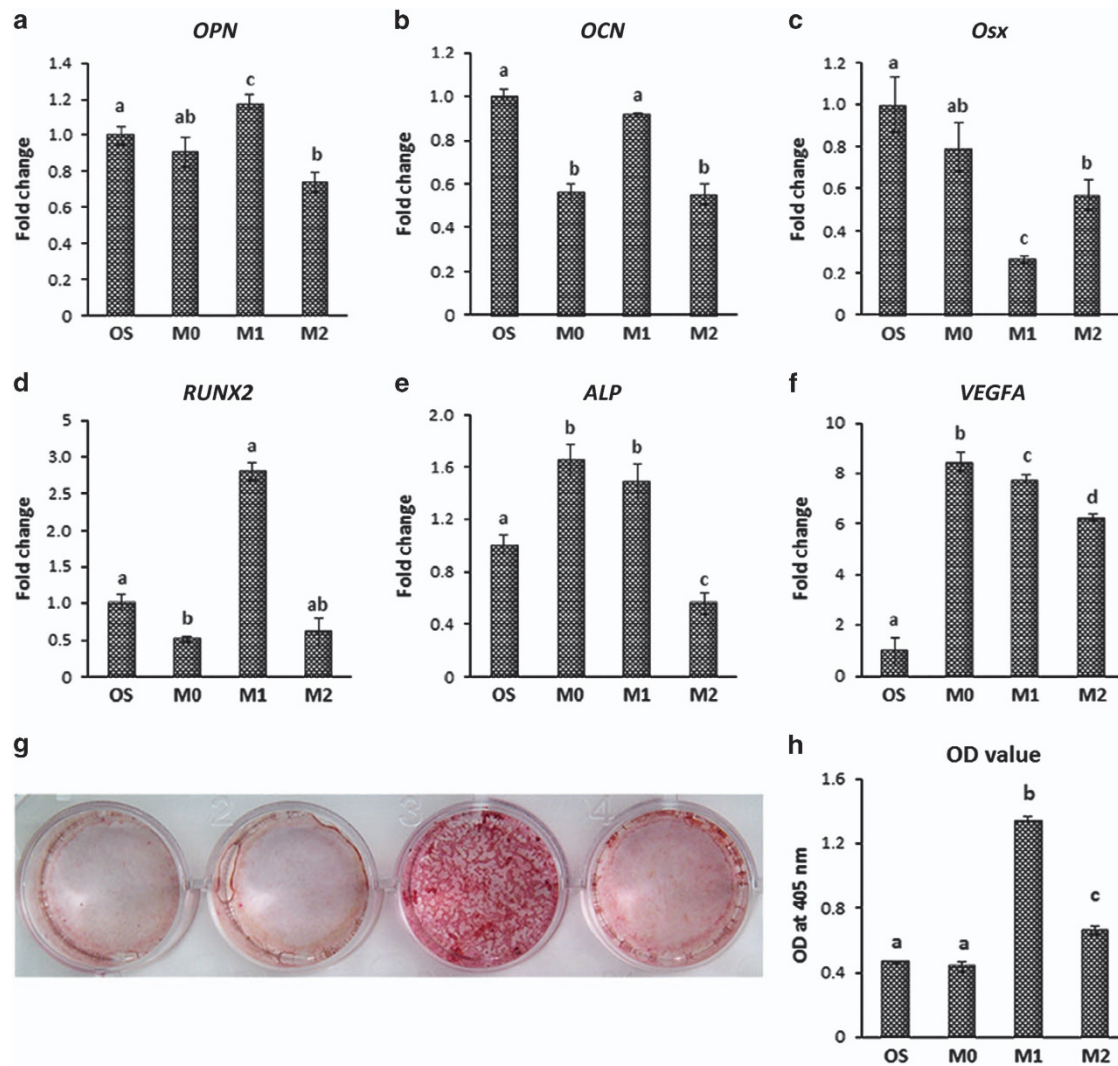 a
OPN
Fold change
1.4
1.2
1.0
0.8
0.6
0.4
0.2
0
a
ab
c
b
OS M0 M1 M2
b
OCN
Fold change
1.2
1.0
0.8
0.6
0.4
0.2
0
a
b
a
b
OS M0 M1 M2
c
Osx
Fold change
1.2
1.0
0.8
0.6
0.4
0.2
0
a
ab
c
b
OS M0 M1 M2
d
RUNX2
Fold change
5
3.0
2.5
1.5
1.0
0.5
0
a
b
a
ab
OS M0 M1 M2
e
ALP
Fold change
2.0
1.6
1.2
0.8
0.4
0
a
b
b
c
OS M0 M1 M2
f
VEGFA
Fold change
10
8
6
4
2
0
a
b
c
d
OS M0 M1 M2
g
2
3
4
h
OD value
OD at 405 nm
1.6
1.2
0.8
0.4
0
a
a
b
c
OS M0 M1 M2